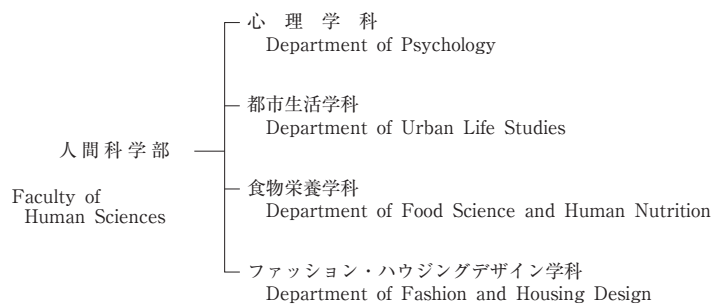 人間科学部
Faculty of
Human Sciences
心理学科
Department of Psychology
都市生活学科
Department of Urban Life Studies
食物栄養学科
Department of Food Science and Human Nutrition
ファッション・ハウジングデザイン学科
Department of Fashion and Housing Design